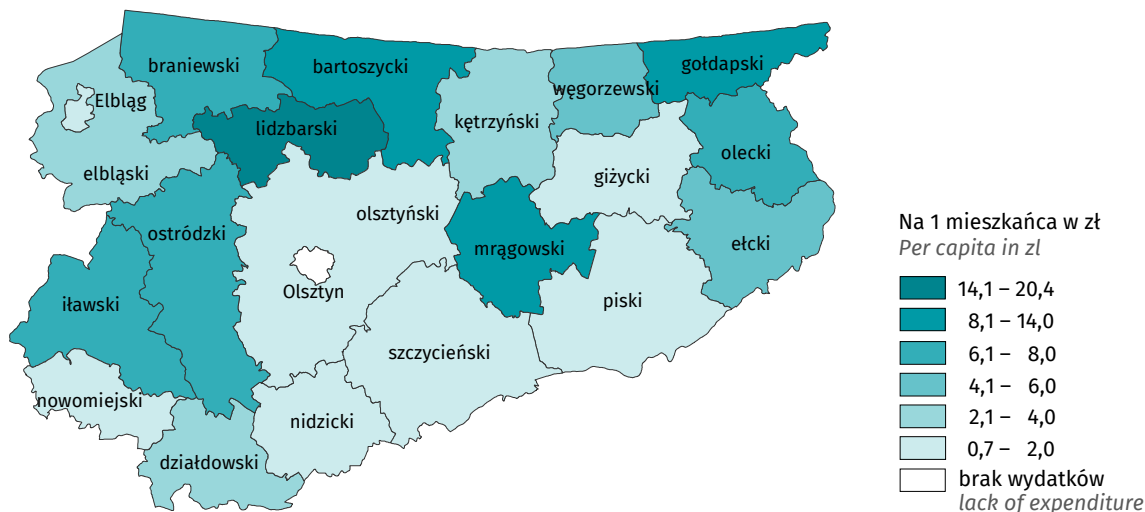 braniewski
bartoszycki
gołdapski
Elbląg
węgorzewski
kętrzyński
lidzbarski
olecki
elbląski
giżycki
olsztyński
ostródzki
mrągowski
ełcki
Olsztyn
piski
iławski
szczycieński
nowomiejski
nidzicki
działdowski
Na 1 mieszkańca w zł
Per capita in zl
14,1 – 20,4
8,1 – 14,0
6,1 – 8,0
4,1 – 6,0
2,1 – 4,0
0,7 – 2,0
brak wydatków
lack of expenditure